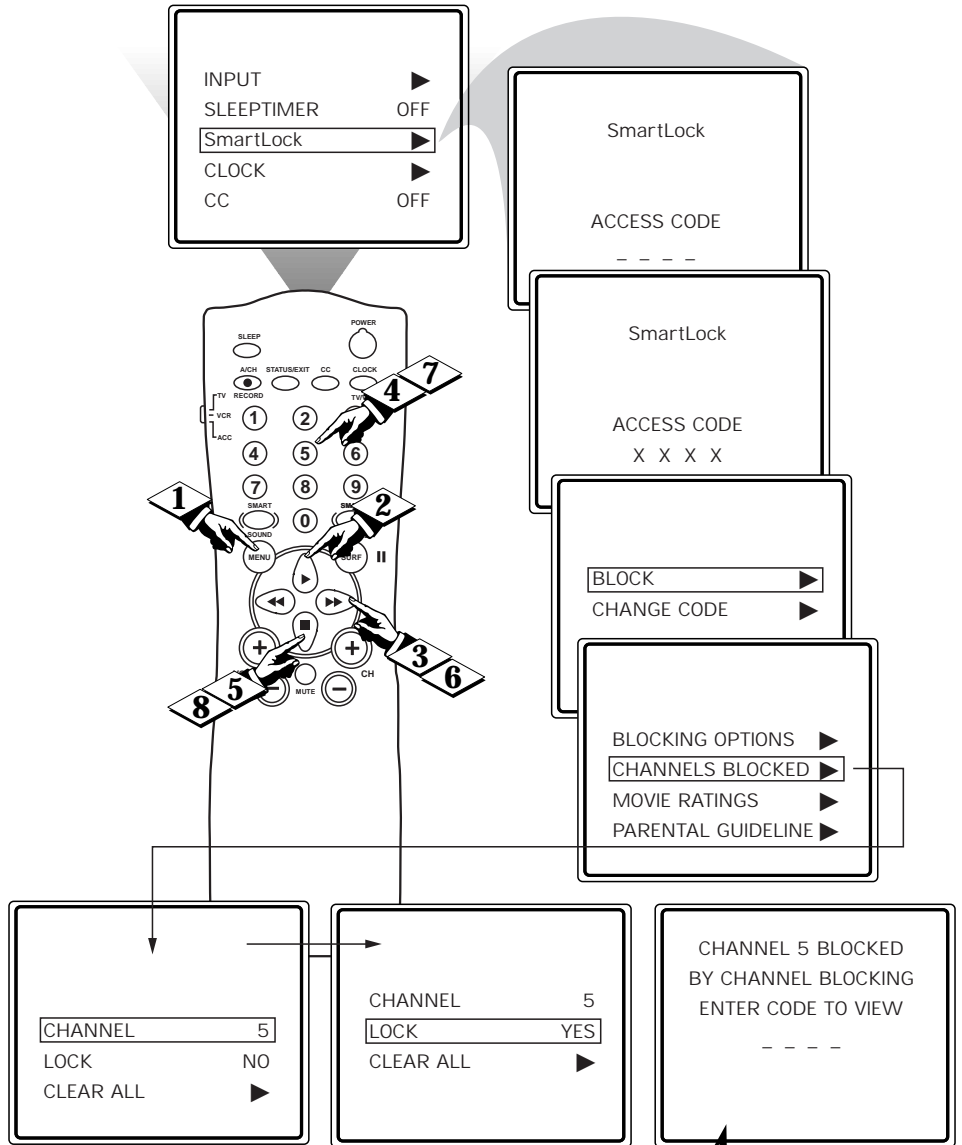 INPUT ▶
SLEEPTIMER OFF
SmartLock ▶
CLOCK ▶
CC OFF
SmartLock
ACCESS CODE
_ _ _ _
SmartLock
ACCESS CODE
X X X X
BLOCK ▶
CHANGE CODE ▶
BLOCKING OPTIONS ▶
CHANNELS BLOCKED ▶
MOVIE RATINGS ▶
PARENTAL GUIDELINE ▶
SLEEP
POWER
A/CH STATUS/EXIT CC CLOCK
TV RECORD
VCR
ACC
1 2
4 5 6
7 8 9
SMART
SOUND
0
MENU SURF
MUTE
CH
4 7
1
2
3 6
8 5
CHANNEL 5
LOCK NO
CLEAR ALL ▶
CHANNEL 5
LOCK YES
CLEAR ALL ▶
CHANNEL 5 BLOCKED
BY CHANNEL BLOCKING
ENTER CODE TO VIEW
_ _ _ _